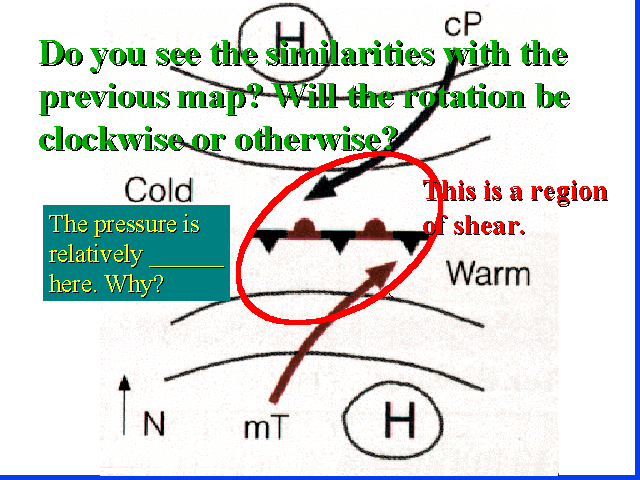 H
cP
Do you see the similarities with the
previous map? Will the rotation be
clockwise or otherwise?
Cold
This is a region
of shear.
The pressure is
relatively ______
here. Why?
Warm
N
mT
H